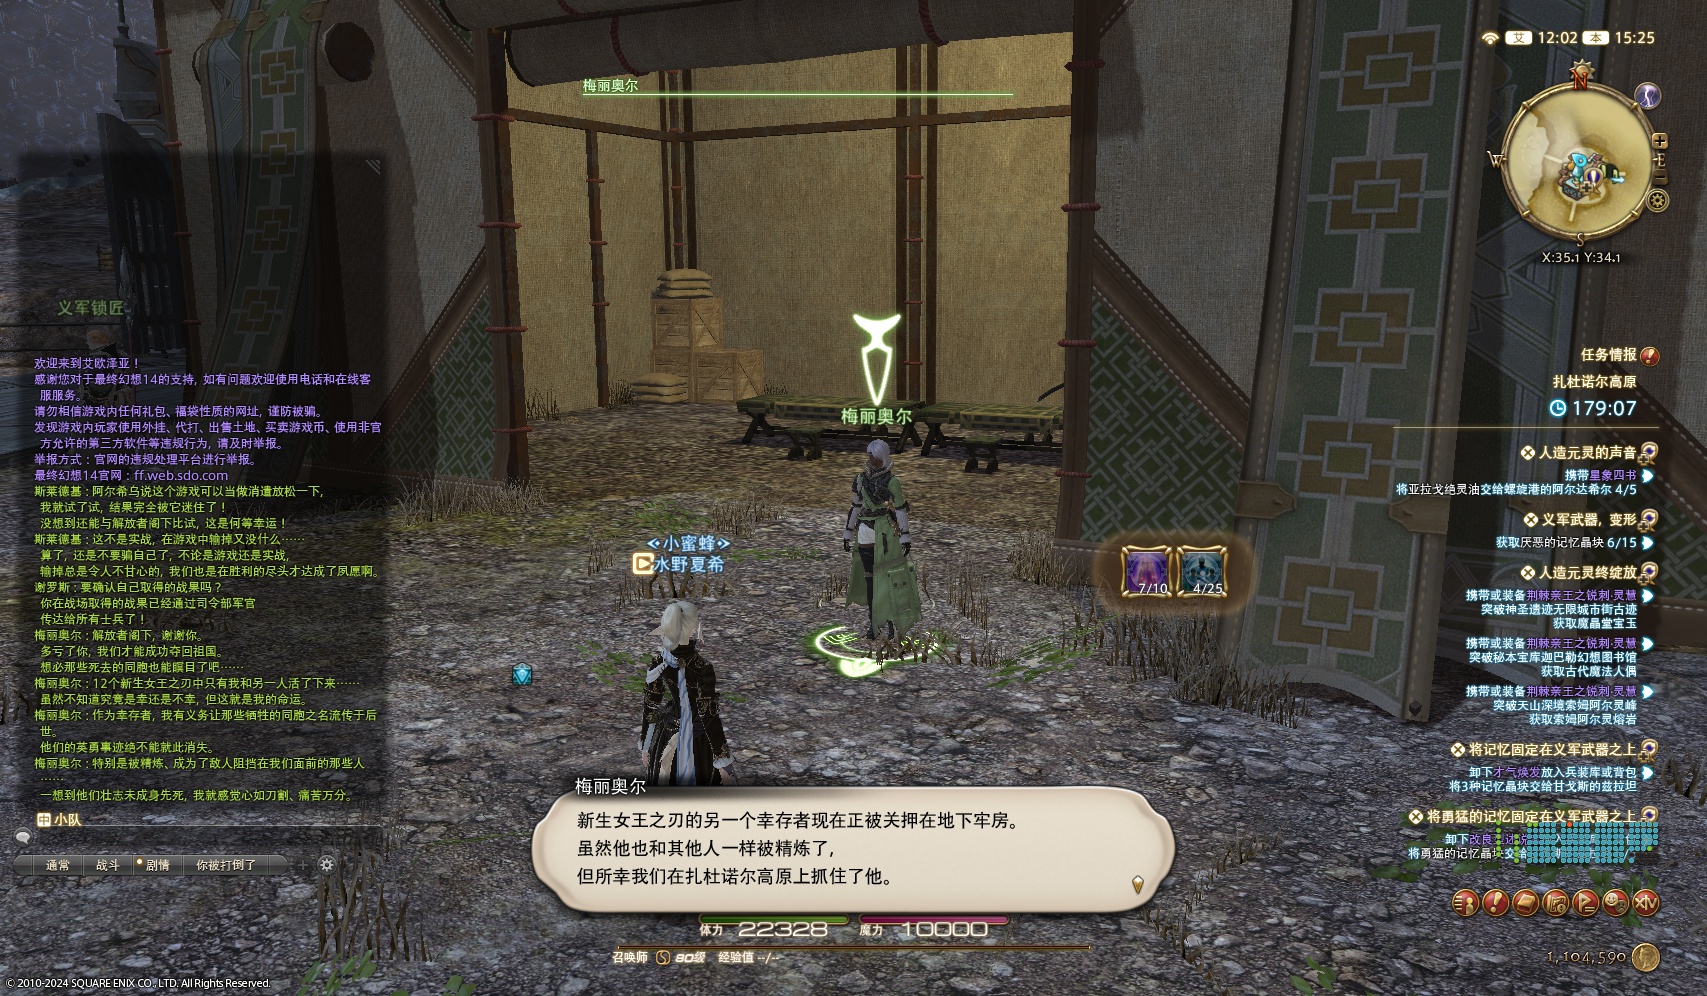 艾 12:02 本 15:25
梅丽奥尔
N
W
E
S
X:35.1 Y:34.1
义军锁匠
欢迎来到艾欧泽亚！
感谢您对于最终幻想14的支持, 如有问题欢迎使用电话和在线客
服服务。
请勿相信游戏内任何礼包、福袋性质的网址, 谨防被骗。
发现游戏内玩家使用外挂、代打、出售土地、买卖游戏币、使用非官
方允许的第三方软件等违规行为, 请及时举报。
举报方式：官网的违规处理平台进行举报。
最终幻想14官网：ff.web.sdo.com
斯莱德基：阿尔希乌说这个游戏可以当做消遣放松一下,
我就试了试, 结果完全被它迷住了！
没想到还能与解放者阁下比试, 这是何等幸运！
斯莱德基：这不是实战, 在游戏中输掉又没什么……
算了, 还是不要骗自己了, 不论是游戏还是实战,
输掉总是令人不甘心的, 我们也是在胜利的尽头才达成了夙愿啊。
谢罗斯：要确认自己取得的战果吗？
你在战场取得的战果已经通过司令部军官
传达给所有士兵了！
梅丽奥尔：解放者阁下, 谢谢你。
多亏了你, 我们才能成功夺回祖国。
想必那些死去的同胞也能瞑目了吧……
梅丽奥尔：12个新生女王之刃中只有我和另一人活了下来……
虽然不知道究竟是幸还是不幸, 但这就是我的命运。
梅丽奥尔：作为幸存者, 我有义务让那些牺牲的同胞之名流传于后
世。
他们的英勇事迹绝不能就此消失。
梅丽奥尔：特别是被精炼、成为了敌人阻挡在我们面前的那些人
……
一想到他们壮志未成身先死, 我就感觉心如刀割、痛苦万分。
小队
通常 战斗 剧情 你被打倒了
梅丽奥尔
小蜜蜂
水野夏希
7/10 4/25
任务情报
扎杜诺尔高原
179:07
人造元灵的声音
携带星象四书
将亚拉戈绝灵油交给螺旋港的阿尔达希尔 4/5
义军武器, 变形
获取厌恶的记忆晶块 6/15
人造元灵终绽放
携带或装备荆棘亲王之锐刺·灵慧
突破神圣遗迹无限城市街古迹
获取魔晶堂宝玉
携带或装备荆棘亲王之锐刺·灵慧
突破秘本宝库迦巴勒幻想图书馆
获取古代魔法人偶
携带或装备荆棘亲王之锐刺·灵慧
突破天山深境索姆阿尔灵峰
获取索姆阿尔灵熔岩
将记忆固定在义军武器之上
卸下才气焕发放入兵装库或背包
将3种记忆晶块交给甘戈斯的兹拉坦
将勇猛的记忆固定在义军武器之上
卸下改良
将勇猛的记忆晶块交给
梅丽奥尔
新生女王之刃的另一个幸存者现在正被关押在地下牢房。
虽然他也和其他人一样被精炼了,
但所幸我们在扎杜诺尔高原上抓住了他。
体力 22328 魔力 10000
召唤师 80级 经验值 --/--
XIV
1,104,590
© 2010-2024 SQUARE ENIX CO., LTD. All Rights Reserved.